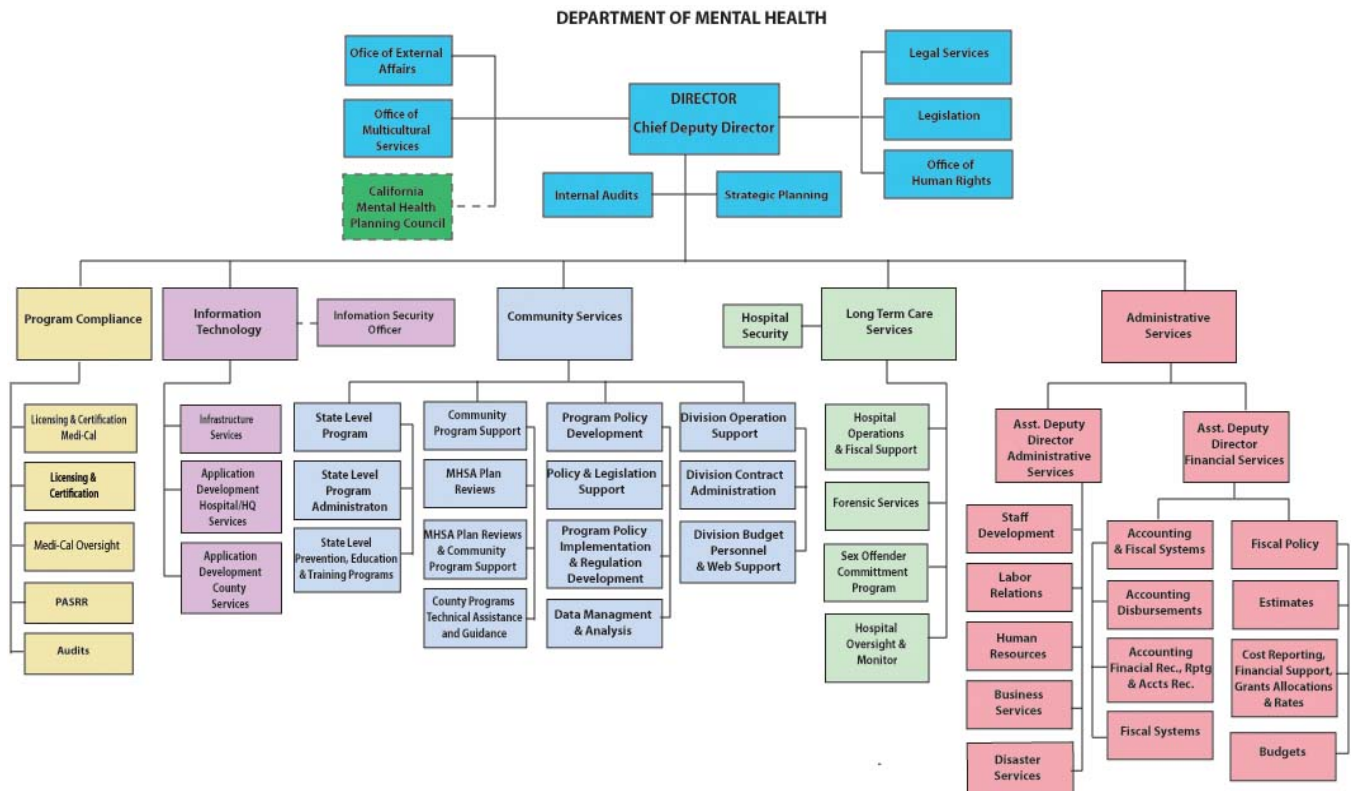 DEPARTMENT OF MENTAL HEALTH
Ofice of External
Affairs
Office of
Multicultural
Services
California
Mental Health
Planning Council
DIRECTOR
Chief Deputy Director
Internal Audits
Strategic Planning
Legal Services
Legislation
Office of
Human Rights
Program Compliance
Information
Technology
Infomation Security
Officer
Community Services
Hospital
Security
Long Term Care
Services
Administrative
Services
Licensing & Certification
Medi-Cal
Licensing &
Certification
Medi-Cal Oversight
PASRR
Audits
Infrastructure
Services
Application
Development
Hospital/HQ
Services
Application
Development
County
Services
State Level
Program
State Level
Program
Administraton
State Level
Prevention, Education
& Training Programs
Community
Program Support
MHSA Plan
Reviews
MHSA Plan Reviews
& Community
Program Support
County Programs
Technical Assistance
and Guidance
Program Policy
Development
Policy & Legislation
Support
Program Policy
Implementation
& Regulation
Development
Data Managment
& Analysis
Division Operation
Support
Division Contract
Administration
Division Budget
Personnel
& Web Support
Hospital
Operations
& Fiscal Support
Forensic Services
Sex Offender
Committment
Program
Hospital
Oversight &
Monitor
Asst. Deputy
Director
Administrative
Services
Staff
Development
Labor
Relations
Human
Resources
Business
Services
Disaster
Services
Asst. Deputy
Director
Financial Services
Accounting
& Fiscal Systems
Accounting
Disbursements
Accounting
Finacial Rec., Rptg
& Accts Rec.
Fiscal Systems
Fiscal Policy
Estimates
Cost Reporting,
Financial Support,
Grants Allocations
& Rates
Budgets